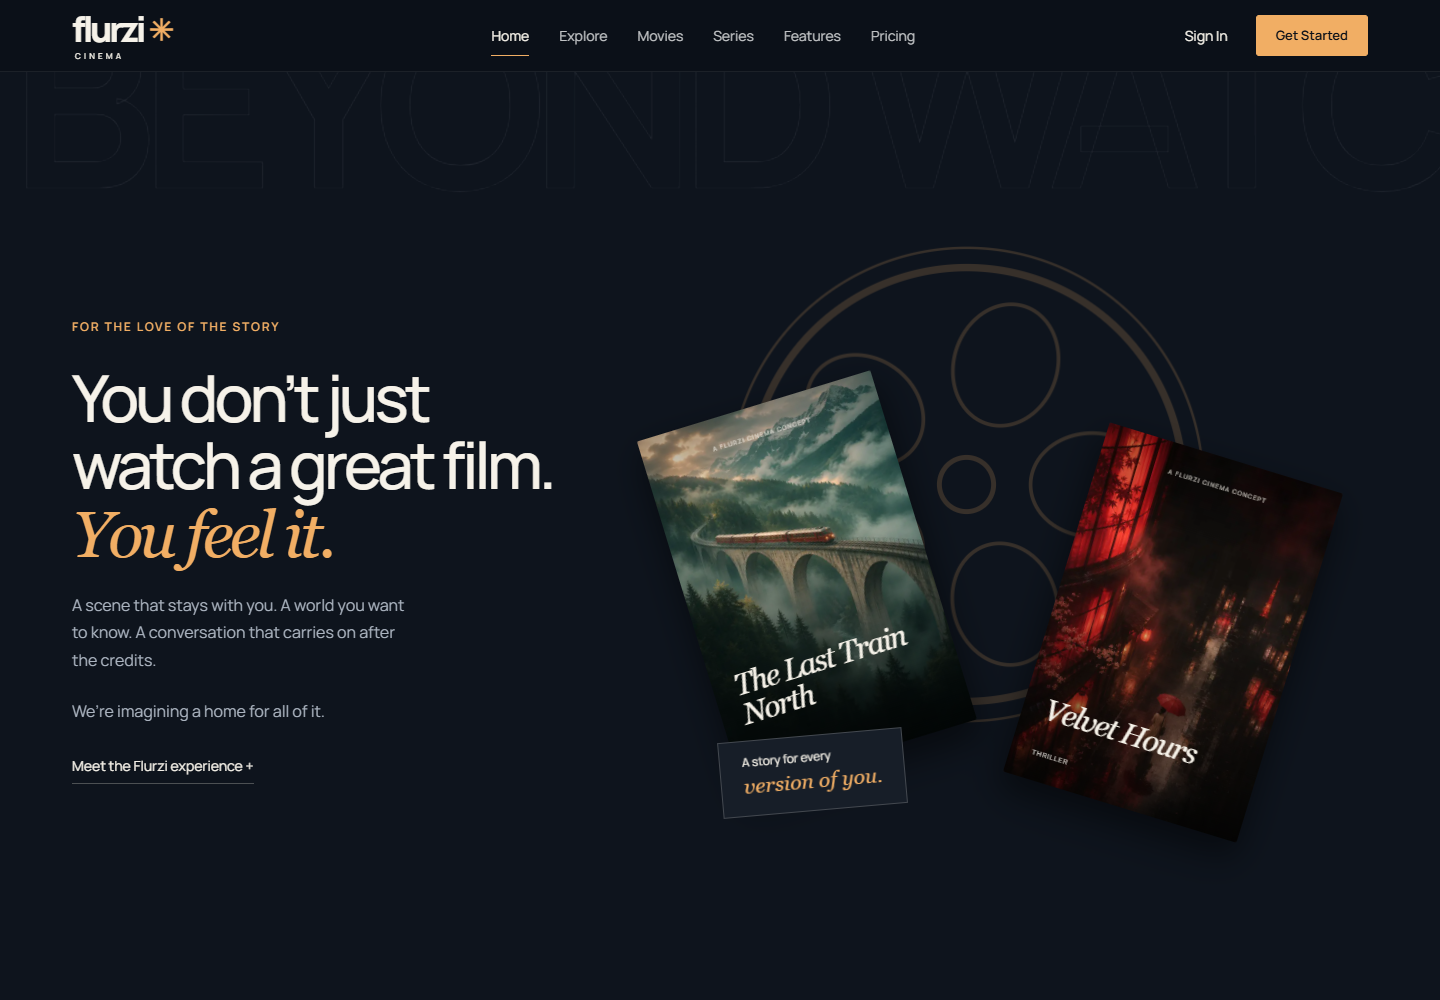 flurzi
CINEMA
Home
Explore
Movies
Series
Features
Pricing
Sign In
Get Started
BEYOND WATC
FOR THE LOVE OF THE STORY
You don’t just
watch a great film.
You feel it.
A scene that stays with you. A world you want
to know. A conversation that carries on after
the credits.
We’re imagining a home for all of it.
Meet the Flurzi experience +
A FLURZI CINEMA CONCEPT
The Last Train
North
A story for every
version of you.
A FLURZI CINEMA CONCEPT
Velvet Hours
THRILLER